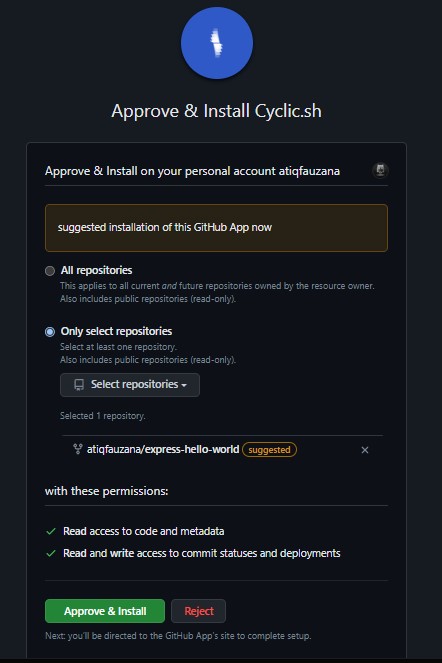 Approve & Install Cyclic.sh
Approve & Install on your personal account atiqfauzana
suggested installation of this GitHub App now
All repositories
This applies to all current and future repositories owned by the resource owner.
Also includes public repositories (read-only).
Only select repositories
Select at least one repository.
Also includes public repositories (read-only).
Select repositories
Selected 1 repository.
atiqfauzana/express-hello-world suggested
with these permissions:
Read access to code and metadata
Read and write access to commit statuses and deployments
Approve & Install Reject
Next: you'll be directed to the GitHub App's site to complete setup.